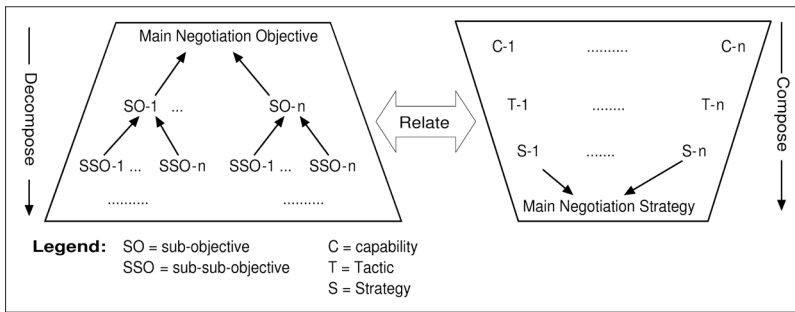 Decompose
Main Negotiation Objective
SO-1 ... SO-n
SSO-1 ... SSO-n SSO-1 ... SSO-n
.......... ..........
Relate
C-1 .......... C-n
T-1 ........ T-n
S-1 ....... S-n
Main Negotiation Strategy
Compose
Legend: SO = sub-objective C = capability
SSO = sub-sub-objective T = Tactic
S = Strategy